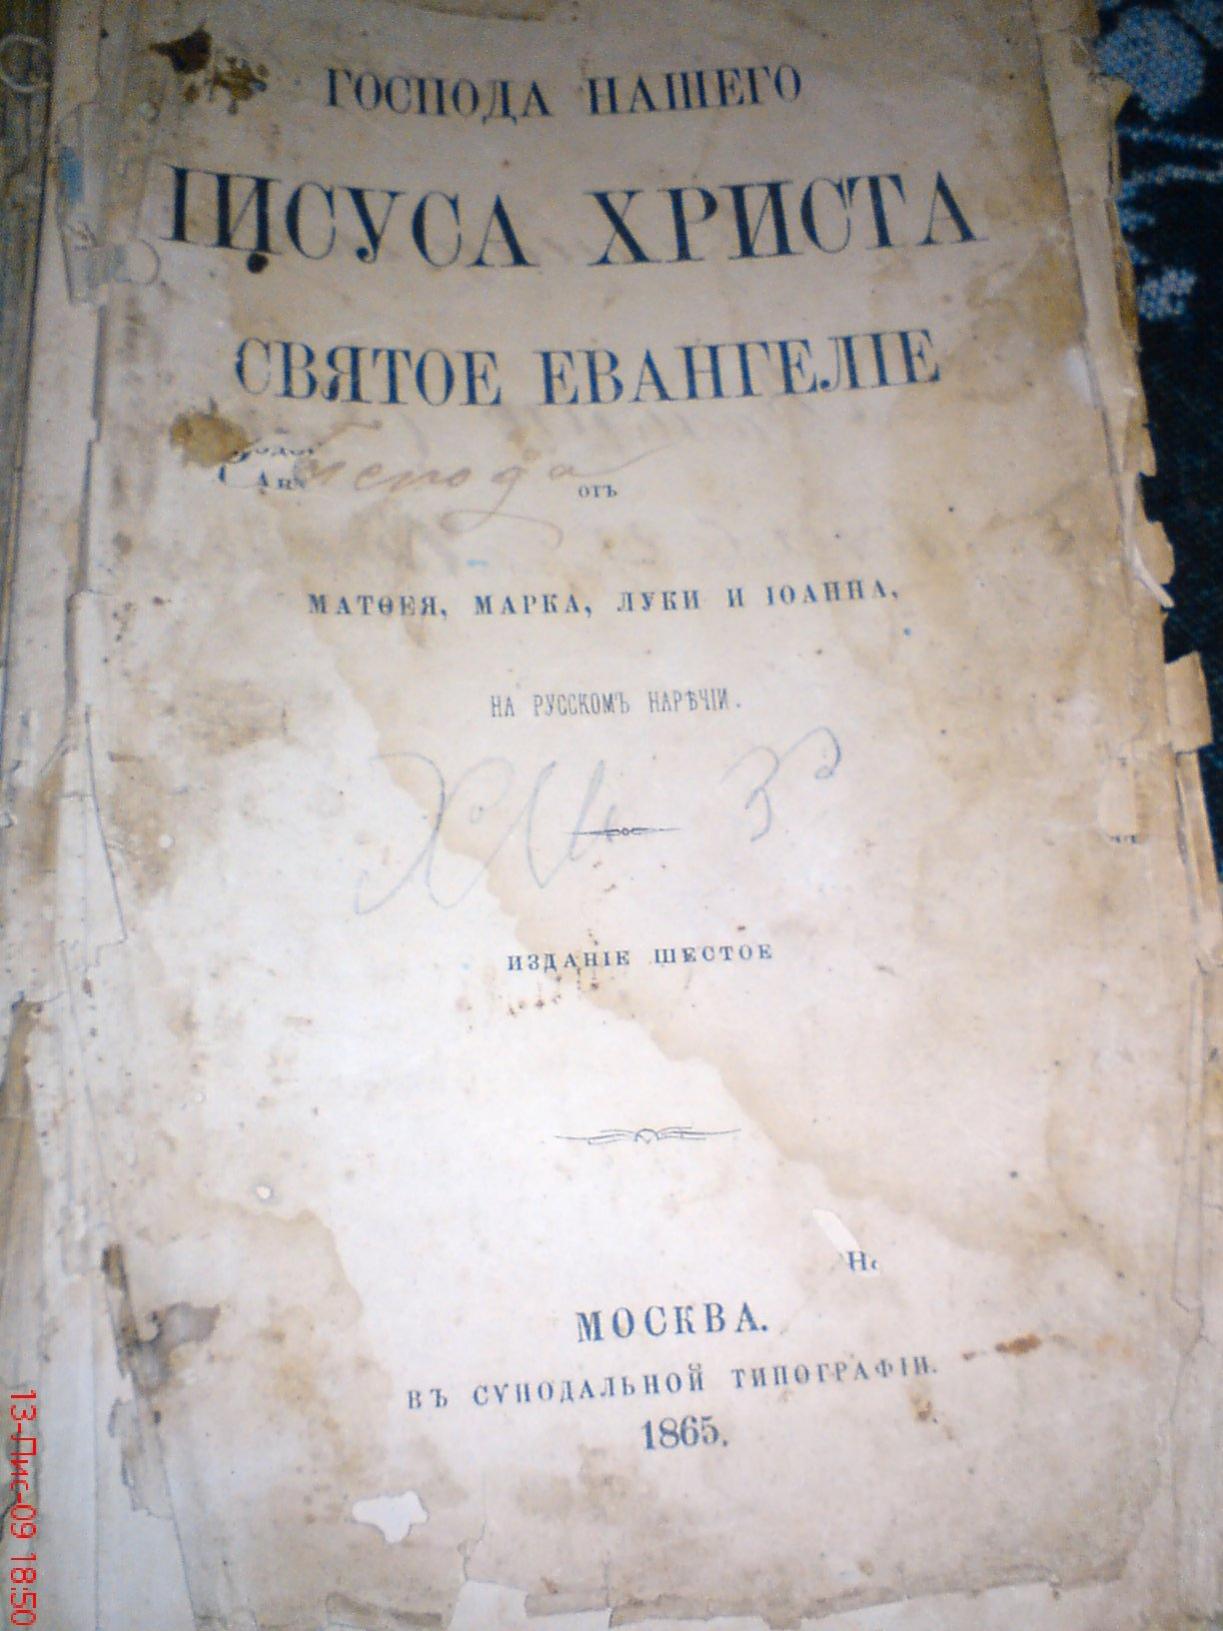 ГОСПОДА НАШЕГО
ІИСУСА ХРИСТА
СВЯТОЕ ЕВАНГЕЛІЕ
отъ
МАТѲЕЯ, МАРКА, ЛУКИ И ІОАННА,
НА РУССКОМЪ НАРѢЧІИ.
ИЗДАНІЕ ШЕСТОЕ
МОСКВА.
ВЪ СѴНОДАЛЬНОЙ ТИПОГРАФІИ.
1865.
13-Лис-09 18:50